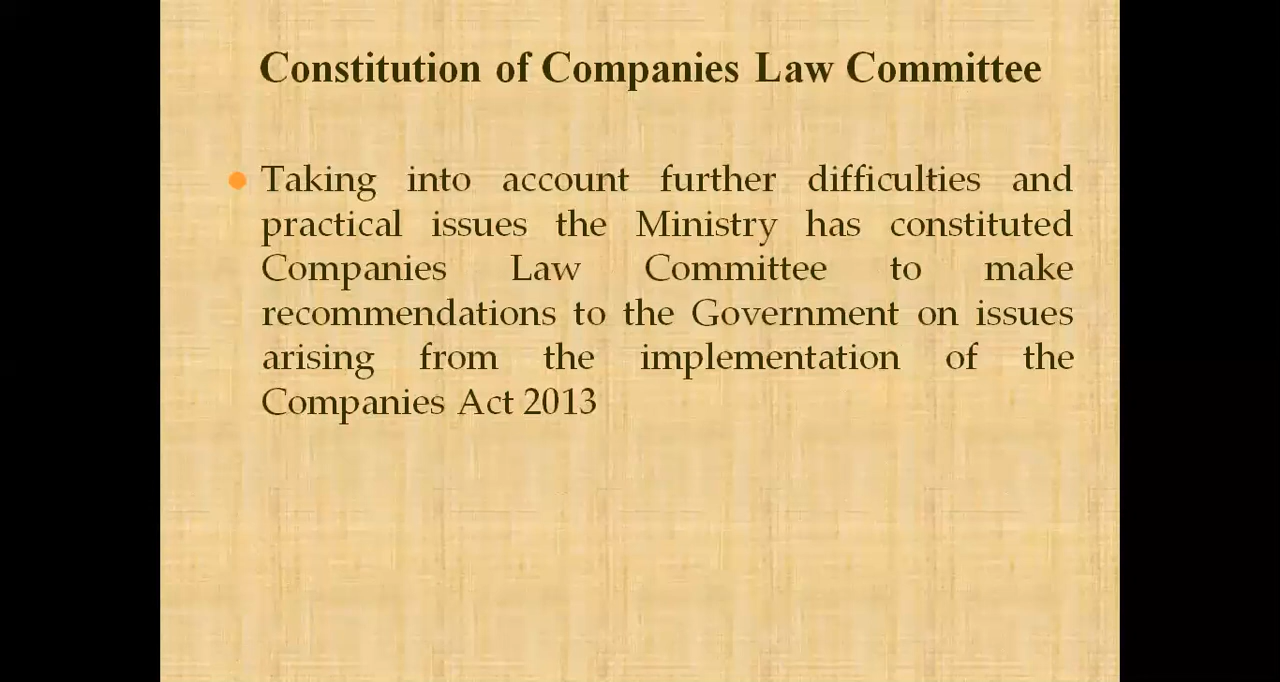 Constitution of Companies Law Committee
Taking into account further difficulties and
practical issues the Ministry has constituted
Companies Law Committee to make
recommendations to the Government on issues
arising from the implementation of the
Companies Act 2013